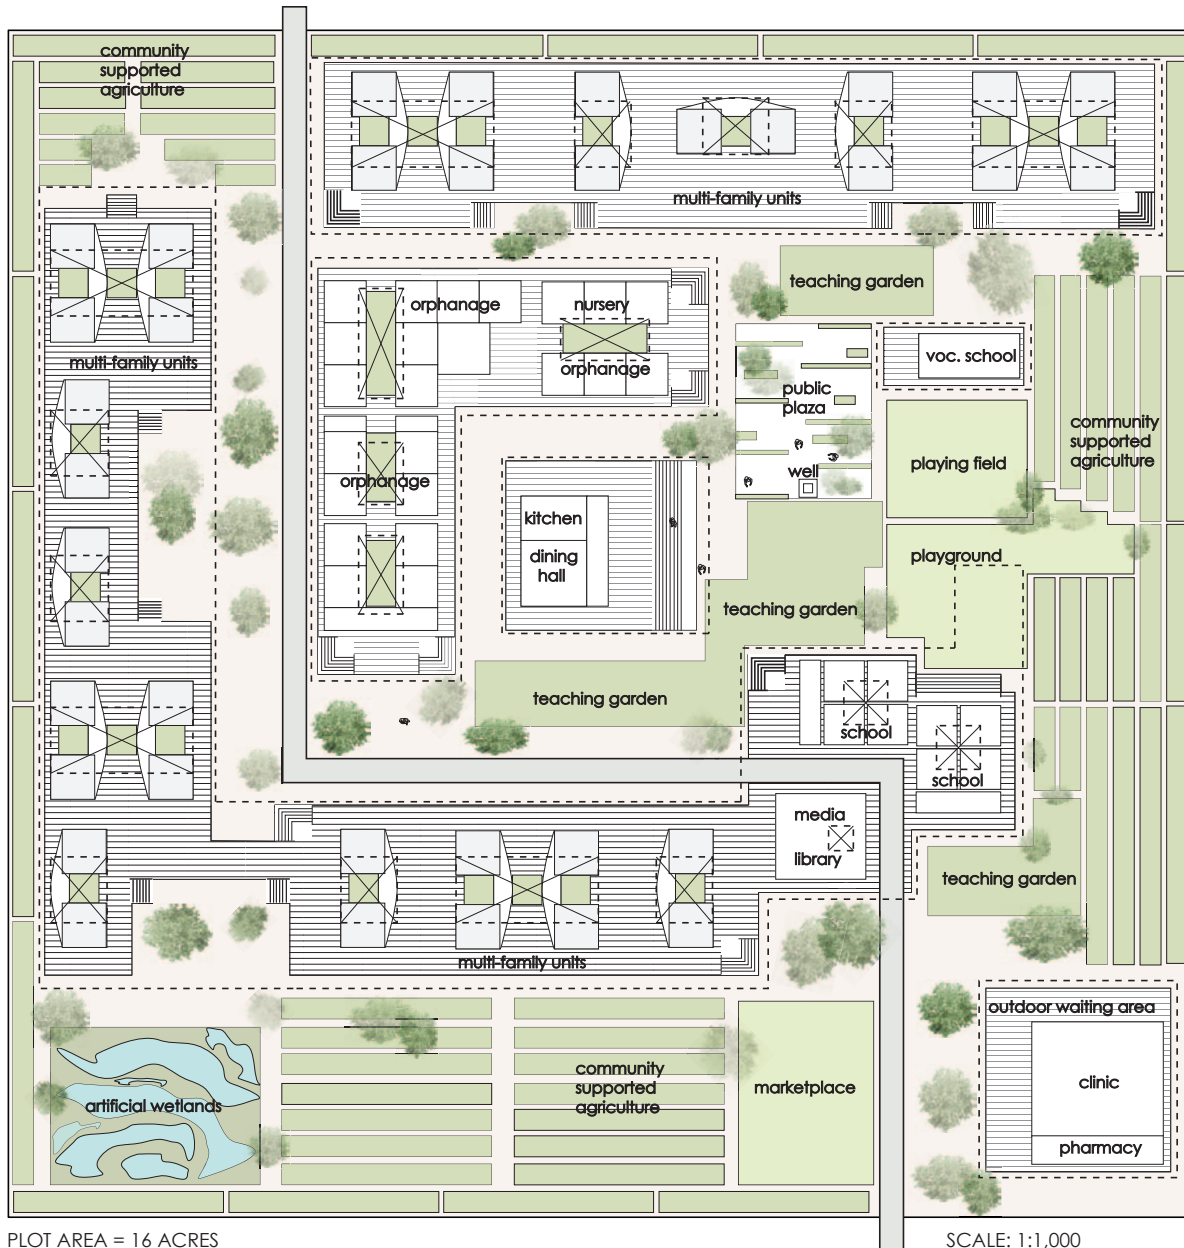 community
supported
agriculture
multi-family units
teaching garden
orphanage
nursery
voc. school
multi-family units
orphanage
public
plaza
community
supported
agriculture
playing field
well
orphanage
kitchen
dining
hall
playground
teaching garden
teaching garden
school
school
media
library
teaching garden
multi-family units
outdoor waiting area
community
supported
agriculture
marketplace
clinic
artificial wetlands
pharmacy
PLOT AREA = 16 ACRES
SCALE: 1:1,000